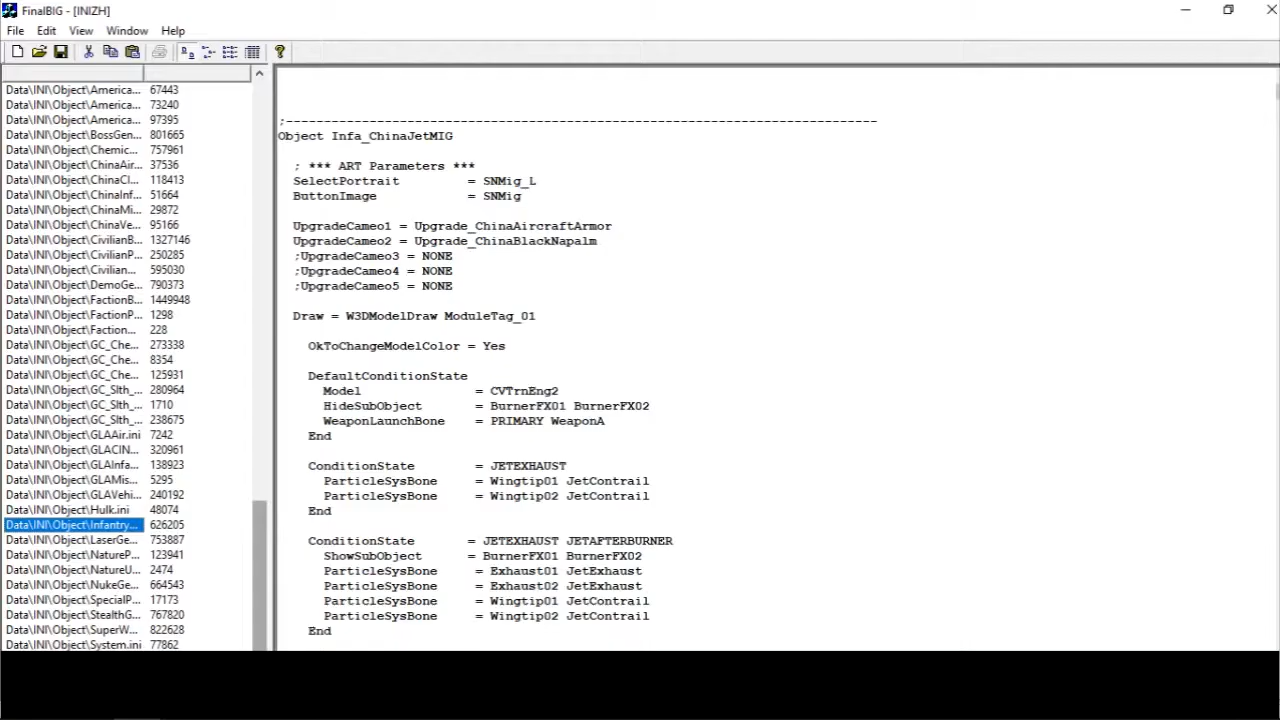 FinalBIG - [INIZH]
File Edit View Window Help
Data\INI\Object\America... 67443
Data\INI\Object\America... 73240
Data\INI\Object\America... 97395
Data\INI\Object\BossGen... 801665
Data\INI\Object\Chemic... 757961
Data\INI\Object\ChinaAir... 37536
Data\INI\Object\ChinaCI... 118413
Data\INI\Object\ChinaInf... 51664
Data\INI\Object\ChinaMi... 29872
Data\INI\Object\ChinaVe... 95166
Data\INI\Object\CivilianB... 1327146
Data\INI\Object\CivilianP... 250285
Data\INI\Object\Civilian... 595030
Data\INI\Object\DemoGe... 790373
Data\INI\Object\FactionB... 1449948
Data\INI\Object\FactionP... 1298
Data\INI\Object\Faction... 228
Data\INI\Object\GC_Che... 273338
Data\INI\Object\GC_Che... 8354
Data\INI\Object\GC_Che... 125931
Data\INI\Object\GC_Slth_... 280964
Data\INI\Object\GC_Slth_... 1710
Data\INI\Object\GC_Slth_... 238675
Data\INI\Object\GLAAir.ini 7242
Data\INI\Object\GLACIN... 320961
Data\INI\Object\GLAInfa... 138923
Data\INI\Object\GLAMis... 5295
Data\INI\Object\GLAVehi... 240192
Data\INI\Object\Hulk.ini 48074
Data\INI\Object\Infantry... 626205
Data\INI\Object\LaserGe... 753887
Data\INI\Object\NatureP... 123941
Data\INI\Object\NatureU... 2474
Data\INI\Object\NukeGe... 664543
Data\INI\Object\SpecialP... 17173
Data\INI\Object\StealthG... 767820
Data\INI\Object\SuperW... 822628
Data\INI\Object\System.ini 77862
;------------------------------------------------------------------------------
Object Infa_ChinaJetMIG
; *** ART Parameters ***
SelectPortrait = SNMig_L
ButtonImage = SNMig
UpgradeCameo1 = Upgrade_ChinaAircraftArmor
UpgradeCameo2 = Upgrade_ChinaBlackNapalm
;UpgradeCameo3 = NONE
;UpgradeCameo4 = NONE
;UpgradeCameo5 = NONE
Draw = W3DModelDraw ModuleTag_01
OkToChangeModelColor = Yes
DefaultConditionState
Model = CVTrnEng2
HideSubObject = BurnerFX01 BurnerFX02
WeaponLaunchBone = PRIMARY WeaponA
End
ConditionState = JETEXHAUST
ParticleSysBone = Wingtip01 JetContrail
ParticleSysBone = Wingtip02 JetContrail
End
ConditionState = JETEXHAUST JETAFTERBURNER
ShowSubObject = BurnerFX01 BurnerFX02
ParticleSysBone = Exhaust01 JetExhaust
ParticleSysBone = Exhaust02 JetExhaust
ParticleSysBone = Wingtip01 JetContrail
ParticleSysBone = Wingtip02 JetContrail
End